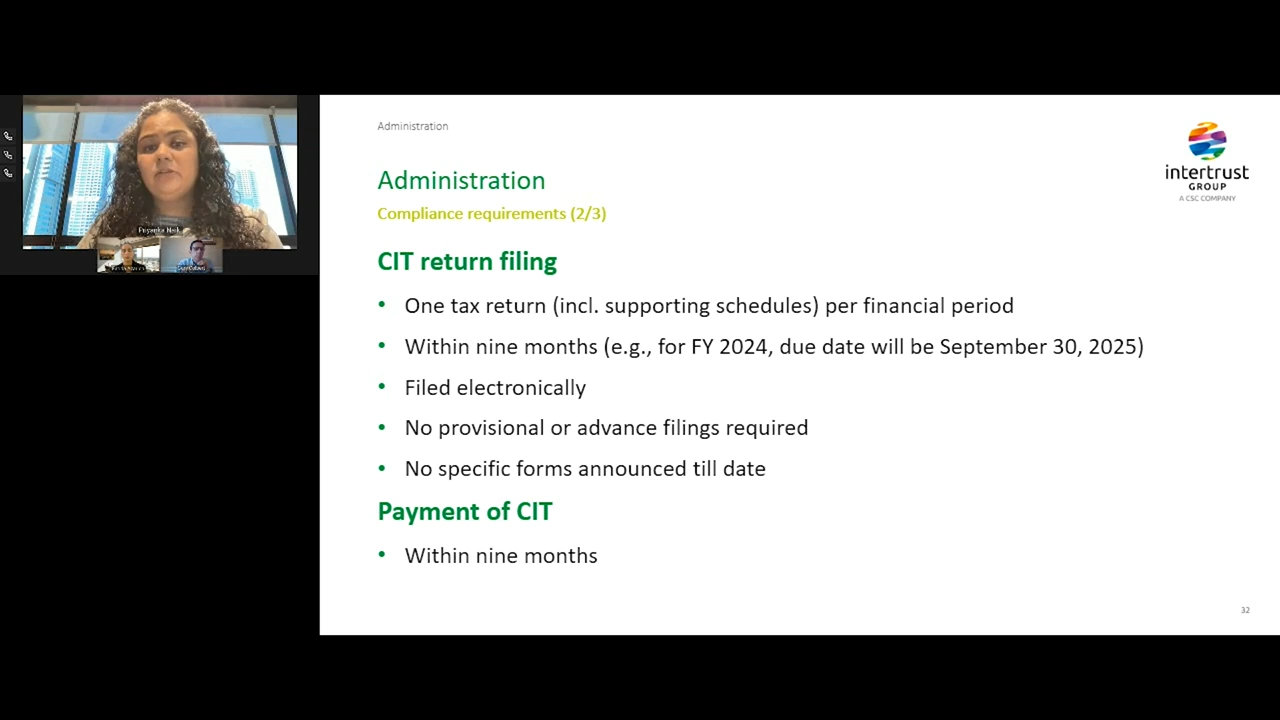 Priyanka Naik
Administration
intertrust
GROUP
A CSC COMPANY
Administration
Compliance requirements (2/3)
CIT return filing
• One tax return (incl. supporting schedules) per financial period
• Within nine months (e.g., for FY 2024, due date will be September 30, 2025)
• Filed electronically
• No provisional or advance filings required
• No specific forms announced till date
Payment of CIT
• Within nine months
32